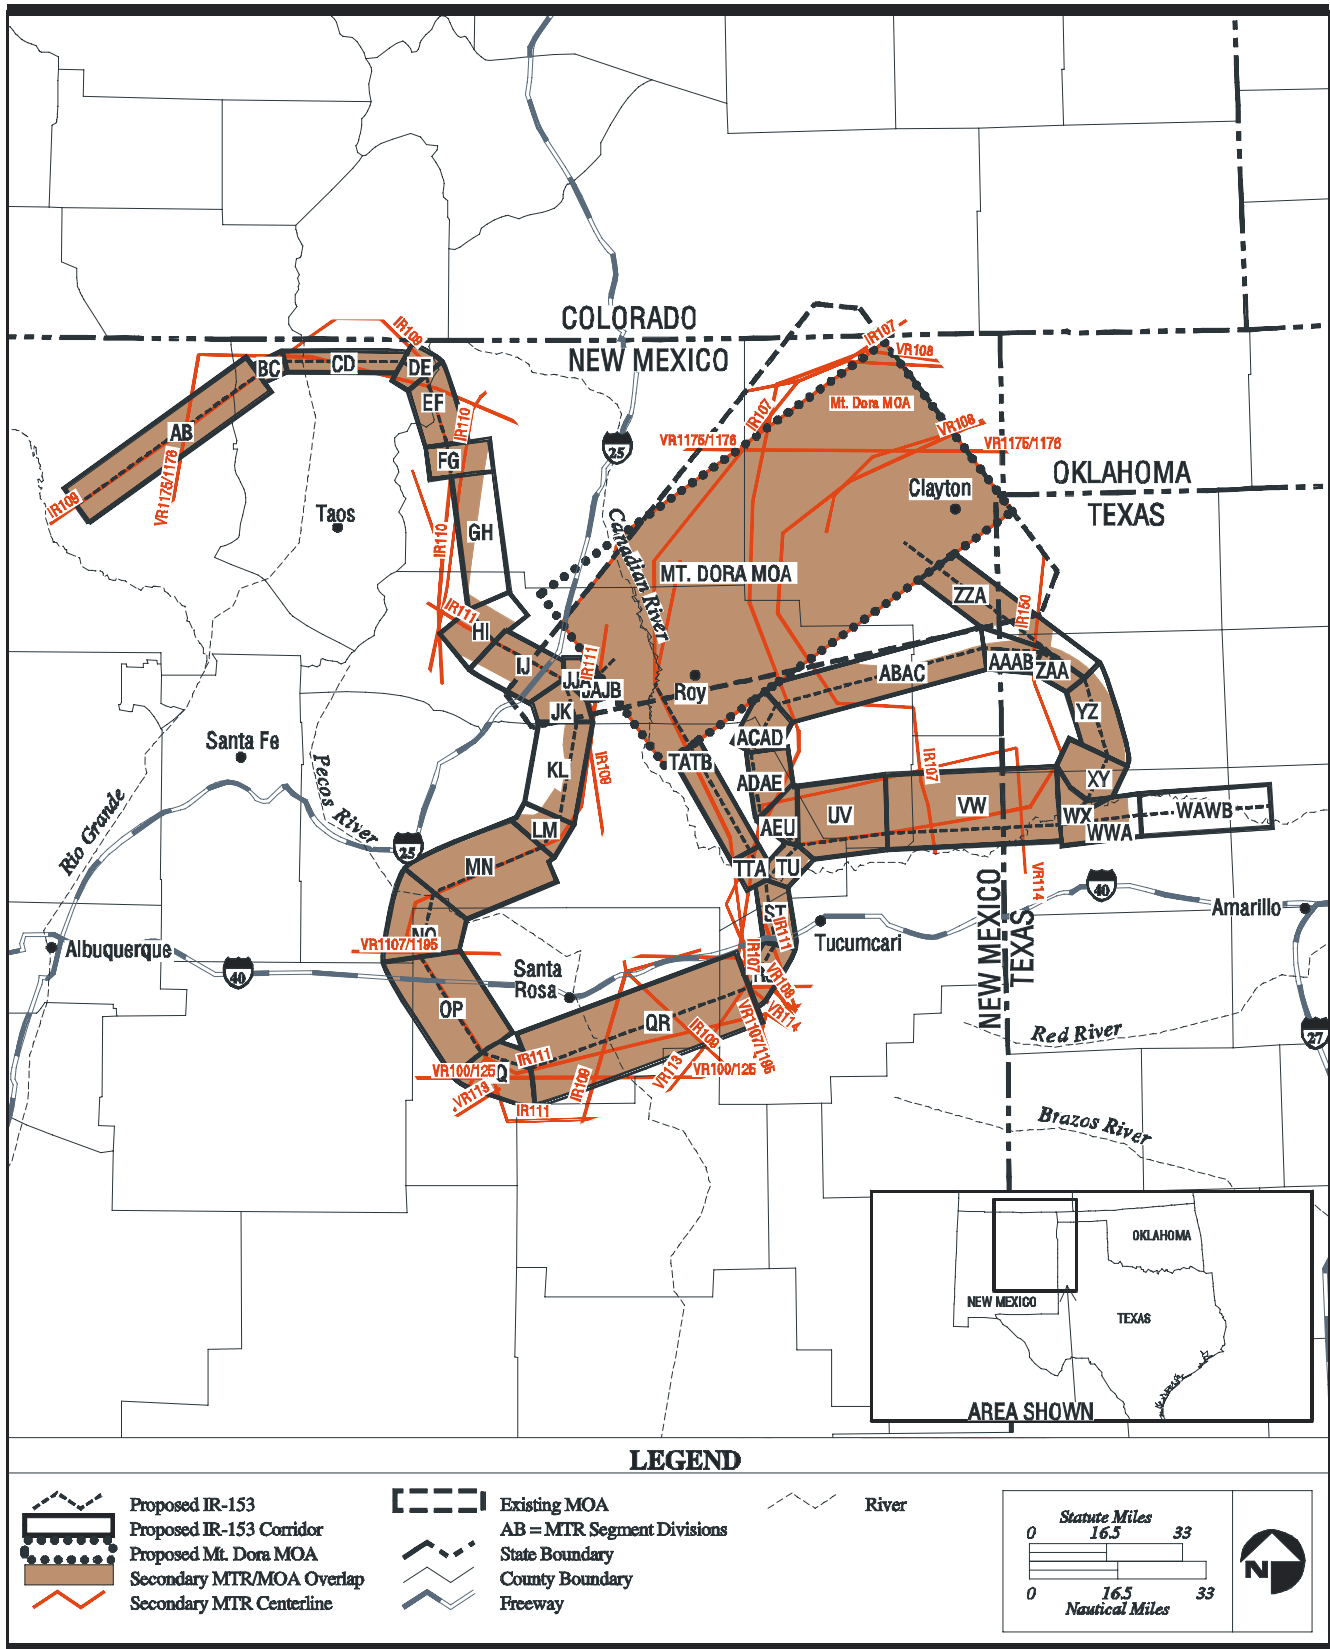 COLORADO
NEW MEXICO
IR109
IR107
VR108
BC
CD
DE
EF
IR110
Mt. Dora MOA
IR107
VR108
VR1175/1176
VR1175/1176
AB
VR1175/1176
IR109
FG
25
OKLAHOMA
TEXAS
Clayton
Taos
GH
IR110
Canadian River
MT. DORA MOA
ZZA
IR150
IR111
HI
IJ
IR111
JJA
JAJB
JK
Roy
ABAC
AAAB
ZAA
YZ
Santa Fe
Pecos River
Rio Grande
KL
IR109
ACAD
TATB
ADAE
IR107
XY
LM
AEU
UV
VW
WX
WWA
WAWB
25
MN
TTA
TU
VR114
NEW MEXICO
TEXAS
40
Amarillo
NO
VR1107/1195
ST
IR111
Tucumcari
Albuquerque
40
Santa
Rosa
IR107
VR108
VR114
OP
QR
IR109
VR1107/1195
Red River
27
IR111
VR100/125
VR113
IR109
VR113
VR100/125
IR111
Brazos River
OKLAHOMA
NEW MEXICO
TEXAS
AREA SHOWN
LEGEND
Proposed IR-153
Proposed IR-153 Corridor
Proposed Mt. Dora MOA
Secondary MTR/MOA Overlap
Secondary MTR Centerline
Existing MOA
AB = MTR Segment Divisions
State Boundary
County Boundary
Freeway
River
Statute Miles
0 16.5 33
0 16.5 33
Nautical Miles
N